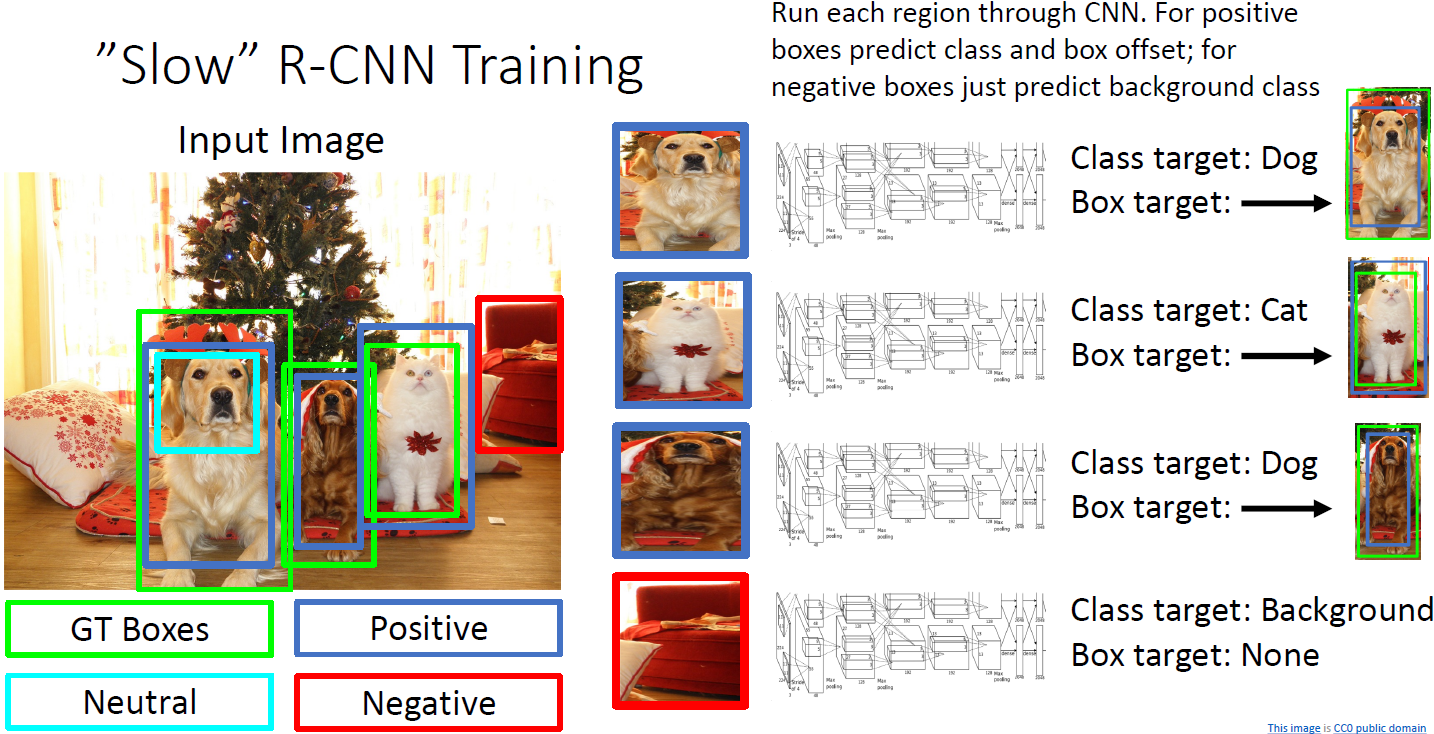 ”Slow” R-CNN Training
Run each region through CNN. For positive
boxes predict class and box offset; for
negative boxes just predict background class
Input Image
Class target: Dog
Box target:
Class target: Cat
Box target:
Class target: Dog
Box target:
Class target: Background
Box target: None
GT Boxes
Positive
Neutral
Negative
This image is CC0 public domain